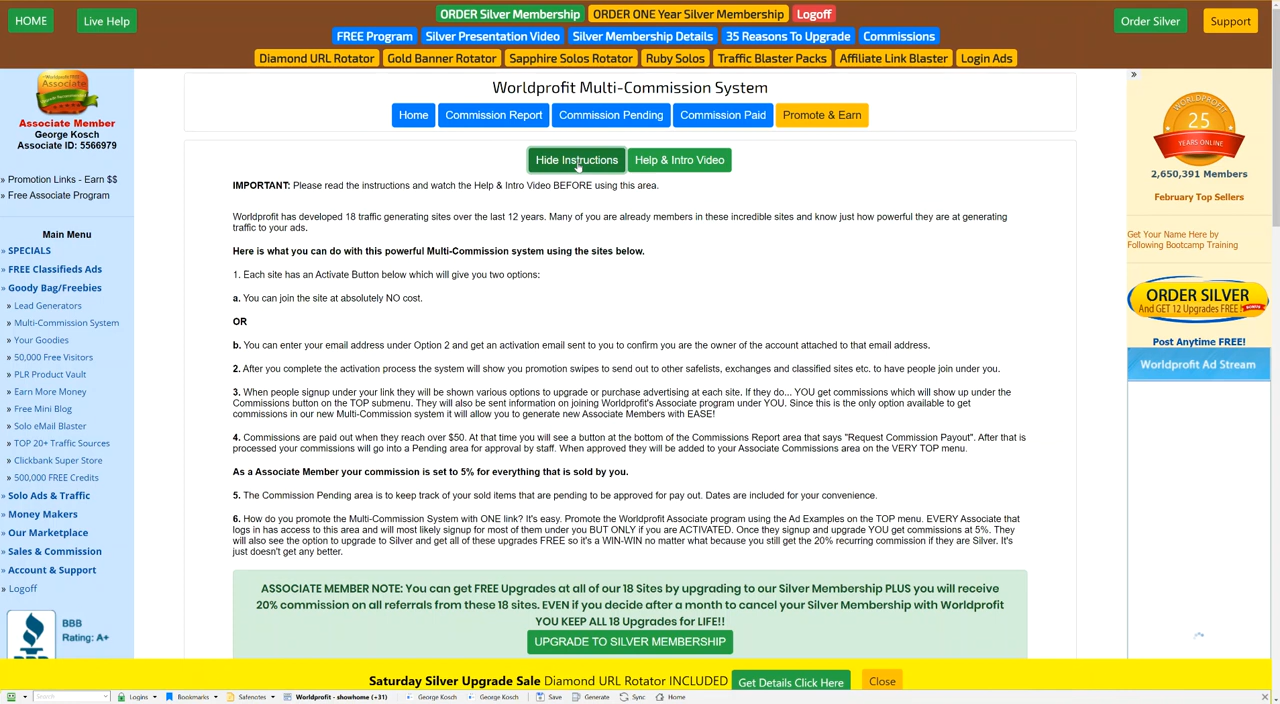 HOME
Live Help
ORDER Silver Membership
ORDER ONE Year Silver Membership
Logoff
Order Silver
Support
FREE Program
Silver Presentation Video
Silver Membership Details
35 Reasons To Upgrade
Commissions
Diamond URL Rotator
Gold Banner Rotator
Sapphire Solos Rotator
Ruby Solos
Traffic Blaster Packs
Affiliate Link Blaster
Login Ads
Associate
Associate Member
George Kosch
Associate ID: 5566979
» Promotion Links - Earn $$
» Free Associate Program
Main Menu
» SPECIALS
» FREE Classifieds Ads
» Goody Bag/Freebies
» Lead Generators
» Multi-Commission System
» Your Goodies
» 50,000 Free Visitors
» PLR Product Vault
» Earn More Money
» Free Mini Blog
» Solo eMail Blaster
» TOP 20+ Traffic Sources
» Clickbank Super Store
» 500,000 FREE Credits
» Solo Ads & Traffic
» Money Makers
» Our Marketplace
» Sales & Commission
» Account & Support
» Logoff
BBB
Rating: A+
BBB
Worldprofit Multi-Commission System
Home
Commission Report
Commission Pending
Commission Paid
Promote & Earn
Hide Instructions
Help & Intro Video
IMPORTANT: Please read the instructions and watch the Help & Intro Video BEFORE using this area.
Worldprofit has developed 18 traffic generating sites over the last 12 years. Many of you are already members in these incredible sites and know just how powerful they are at generating
traffic to your ads.
Here is what you can do with this powerful Multi-Commission system using the sites below.
1. Each site has an Activate Button below which will give you two options:
a. You can join the site at absolutely NO cost.
OR
b. You can enter your email address under Option 2 and get an activation email sent to you to confirm you are the owner of the account attached to that email address.
2. After you complete the activation process the system will show you promotion swipes to send out to other safelists, exchanges and classified sites etc. to have people join under you.
3. When people signup under your link they will be shown various options to upgrade or purchase advertising at each site. If they do... YOU get commissions which will show up under the
Commissions button on the TOP submenu. They will also be sent information on joining Worldprofit's Associate program under YOU. Since this is the only option available to get
commissions in our new Multi-Commission system it will allow you to generate new Associate Members with EASE!
4. Commissions are paid out when they reach over $50. At that time you will see a button at the bottom of the Commissions Report area that says "Request Commission Payout". After that is
processed your commissions will go into a Pending area for approval by staff. When approved they will be added to your Associate Commissions area on the VERY TOP menu.
As a Associate Member your commission is set to 5% for everything that is sold by you.
5. The Commission Pending area is to keep track of your sold items that are pending to be approved for pay out. Dates are included for your convenience.
6. How do you promote the Multi-Commission System with ONE link? It's easy. Promote the Worldprofit Associate program using the Ad Examples on the TOP menu. EVERY Associate that
logs in has access to this area and will most likely signup for most of them under you BUT ONLY if you are ACTIVATED. Once they signup and upgrade YOU get commissions at 5%. They
will also see the option to upgrade to Silver and get all of these upgrades FREE so it's a WIN-WIN no matter what because you still get the 20% recurring commission if they are Silver. It's
just doesn't get any better.
ASSOCIATE MEMBER NOTE: You can get FREE Upgrades at all of our 18 Sites by upgrading to our Silver Membership PLUS you will receive
20% commission on all referrals from these 18 sites. EVEN if you decide after a month to cancel your Silver Membership with Worldprofit
YOU KEEP ALL 18 Upgrades for LIFE!!
UPGRADE TO SILVER MEMBERSHIP
»
WORLDPROFIT
25
YEARS ONLINE
2,650,391 Members
February Top Sellers
Get Your Name Here by
Following Bootcamp Training
ORDER SILVER
And GET 12 Upgrades FREE!
Post Anytime FREE!
Worldprofit Ad Stream
Saturday Silver Upgrade Sale Diamond URL Rotator INCLUDED
Get Details Click Here
Close
Search
Logins
Bookmarks
Safenotes
Worldprofit - showhome (+31)
George Kosch
George Kosch
Save
Generate
Sync
Home